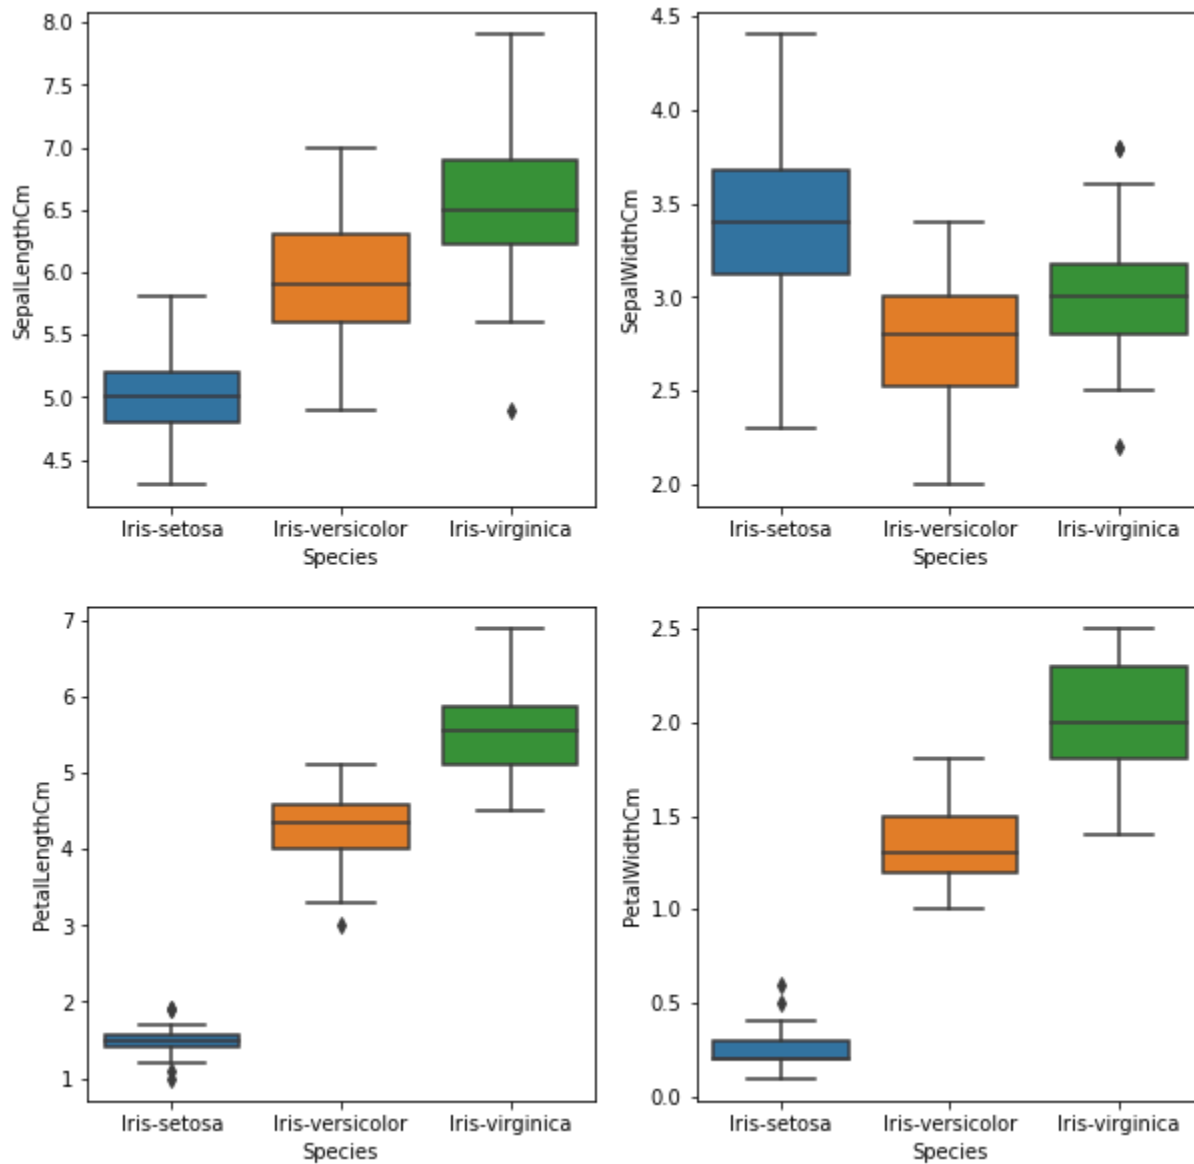 8.0
7.5
7.0
6.5
6.0
5.5
5.0
4.5
SepalLengthCm
Iris-setosa Iris-versicolor Iris-virginica
Species
4.5
4.0
3.5
3.0
2.5
2.0
SepalWidthCm
Iris-setosa Iris-versicolor Iris-virginica
Species
7
6
5
4
3
2
1
PetalLengthCm
Iris-setosa Iris-versicolor Iris-virginica
Species
2.5
2.0
1.5
1.0
0.5
0.0
PetalWidthCm
Iris-setosa Iris-versicolor Iris-virginica
Species